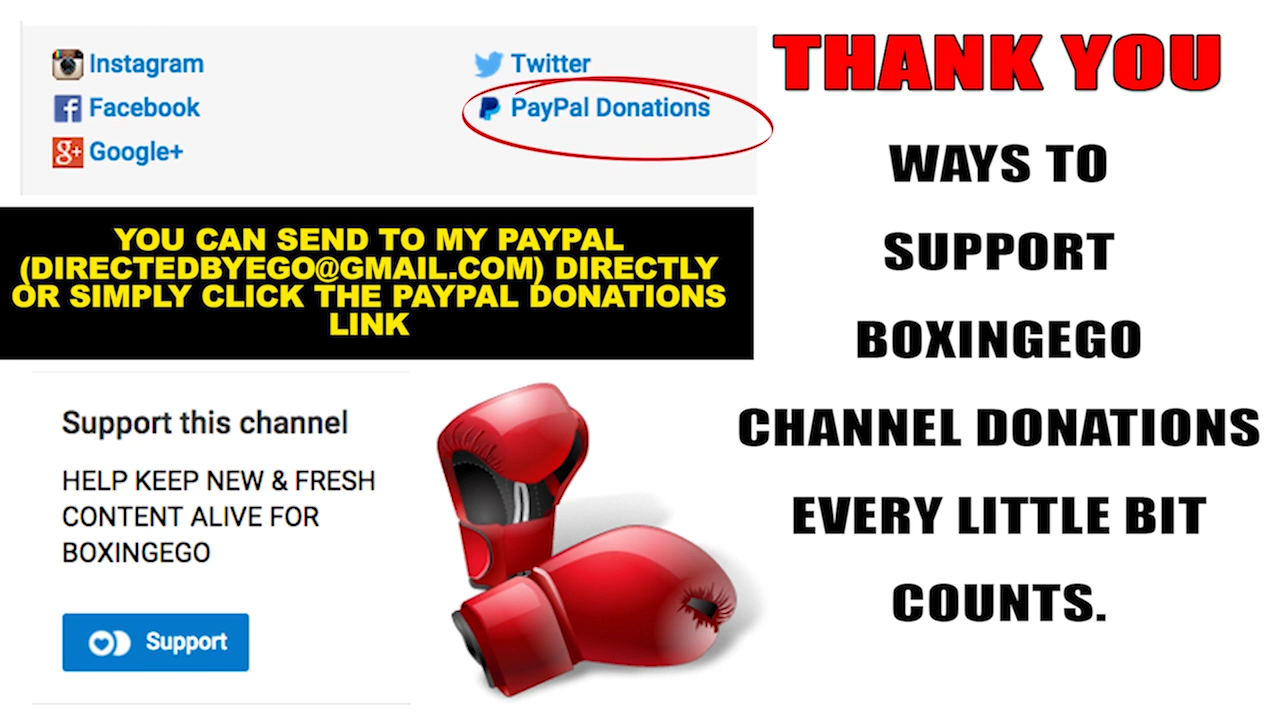 Instagram
Twitter
Facebook
PayPal Donations
Google+
YOU CAN SEND TO MY PAYPAL
(DIRECTEDBYEGO@GMAIL.COM) DIRECTLY
OR SIMPLY CLICK THE PAYPAL DONATIONS
LINK
Support this channel
HELP KEEP NEW & FRESH
CONTENT ALIVE FOR
BOXINGEGO
Support
THANK YOU
WAYS TO
SUPPORT
BOXINGEGO
CHANNEL DONATIONS
EVERY LITTLE BIT
COUNTS.